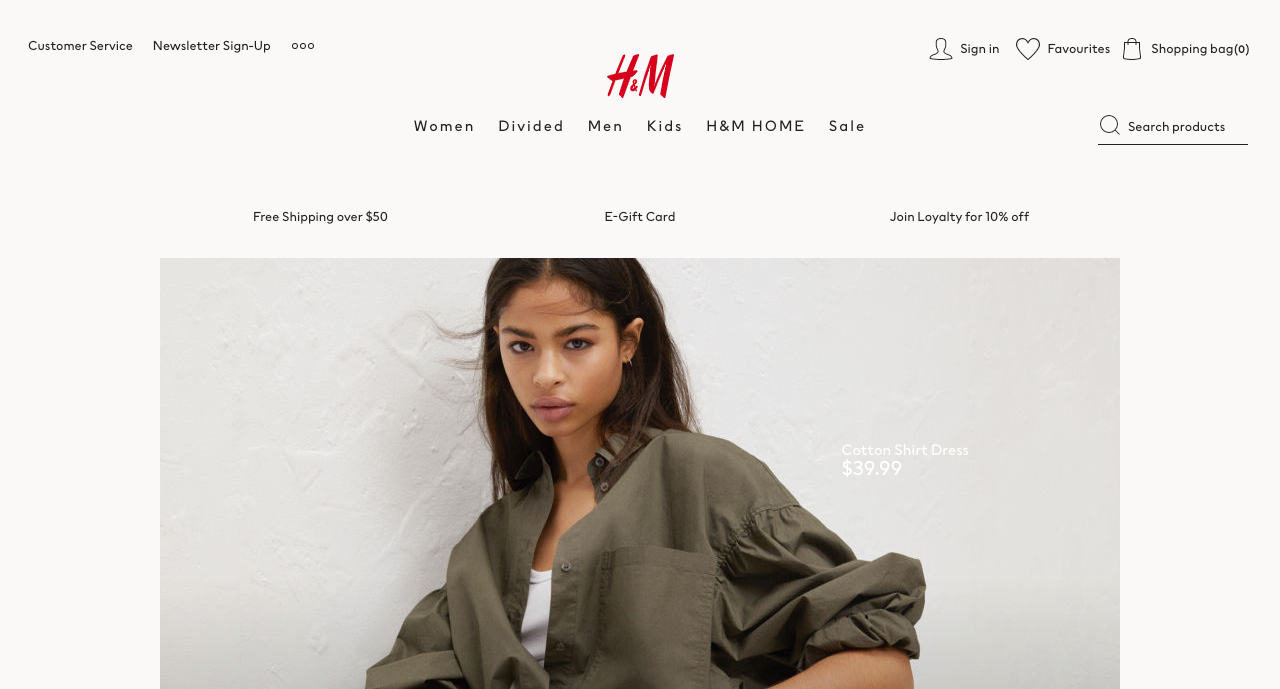 Customer Service
Newsletter Sign-Up
Sign in
Favourites
Shopping bag(0)
H&M
Women
Divided
Men
Kids
H&M HOME
Sale
Search products
Free Shipping over $50
E-Gift Card
Join Loyalty for 10% off
Cotton Shirt Dress
$39.99